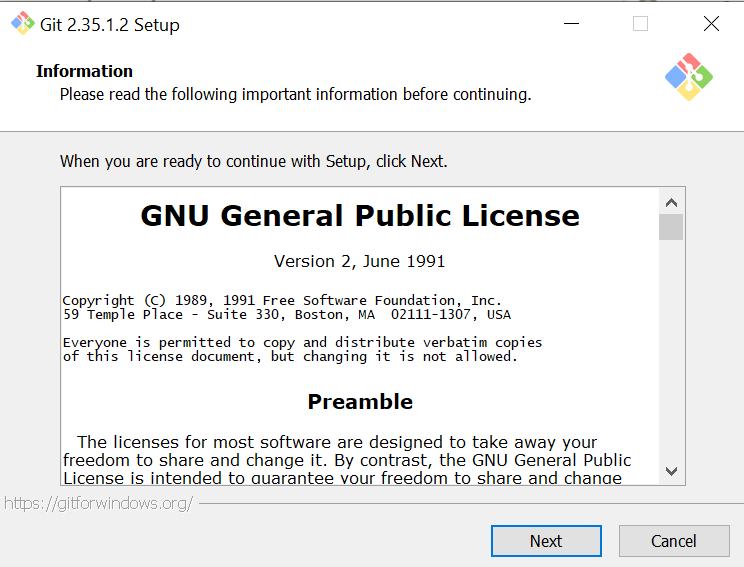 Git 2.35.1.2 Setup
Information
Please read the following important information before continuing.
When you are ready to continue with Setup, click Next.
GNU General Public License
Version 2, June 1991
Copyright (C) 1989, 1991 Free Software Foundation, Inc.
59 Temple Place - Suite 330, Boston, MA  02111-1307, USA
Everyone is permitted to copy and distribute verbatim copies
of this license document, but changing it is not allowed.
Preamble
The licenses for most software are designed to take away your
freedom to share and change it. By contrast, the GNU General Public
License is intended to guarantee your freedom to share and change
https://gitforwindows.org/
Next
Cancel